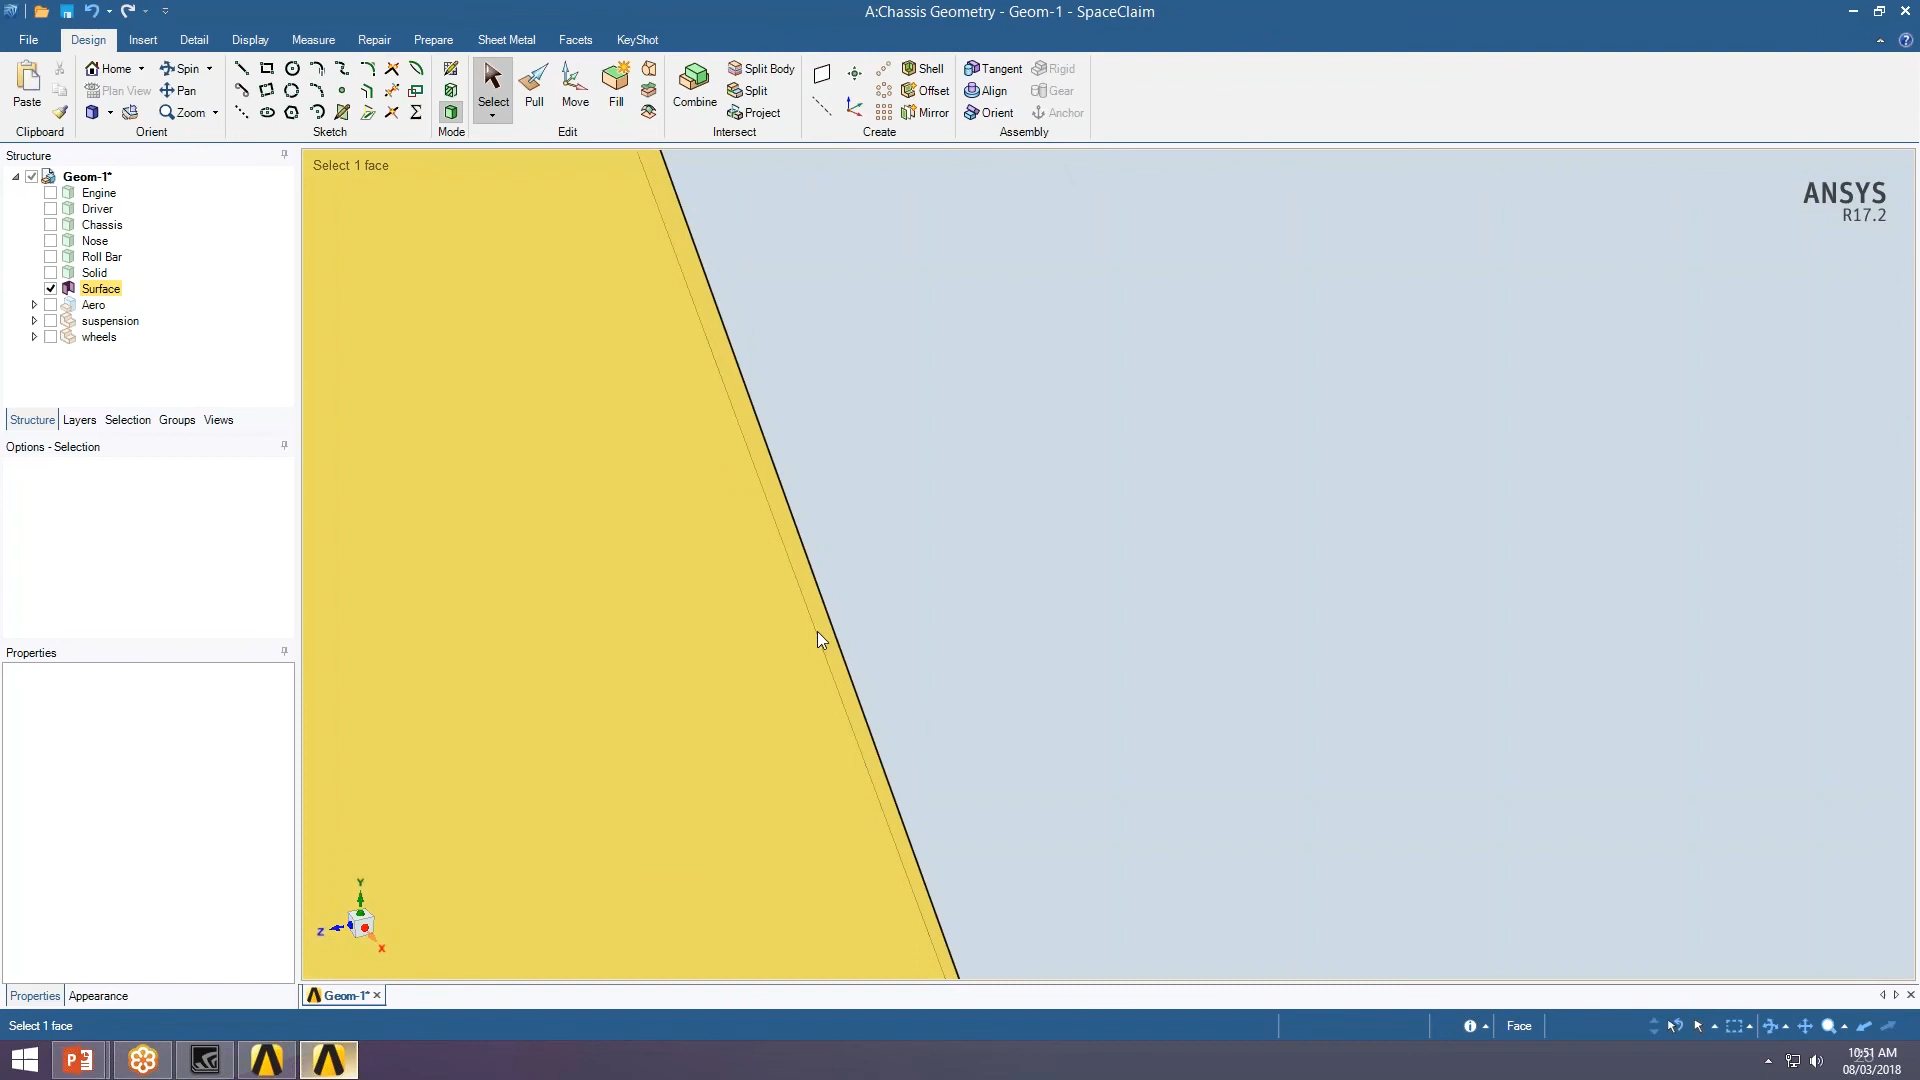 A:Chassis Geometry - Geom-1 - SpaceClaim
File Design Insert Detail Display Measure Repair Prepare Sheet Metal Facets KeyShot
Paste
Clipboard
Home Spin
Plan View Pan
Zoom
Orient
Sketch
Mode
Select Pull Move Fill
Edit
Combine
Split Body
Split
Project
Intersect
Shell
Offset
Mirror
Create
Tangent Rigid
Align Gear
Orient Anchor
Assembly
Structure
Geom-1*
Engine
Driver
Chassis
Nose
Roll Bar
Solid
Surface
Aero
suspension
wheels
Structure Layers Selection Groups Views
Options - Selection
Properties
Properties Appearance
Select 1 face
ANSYS
R17.2
Y
Z
X
Geom-1*
Select 1 face
Face
10:51 AM
08/03/2018